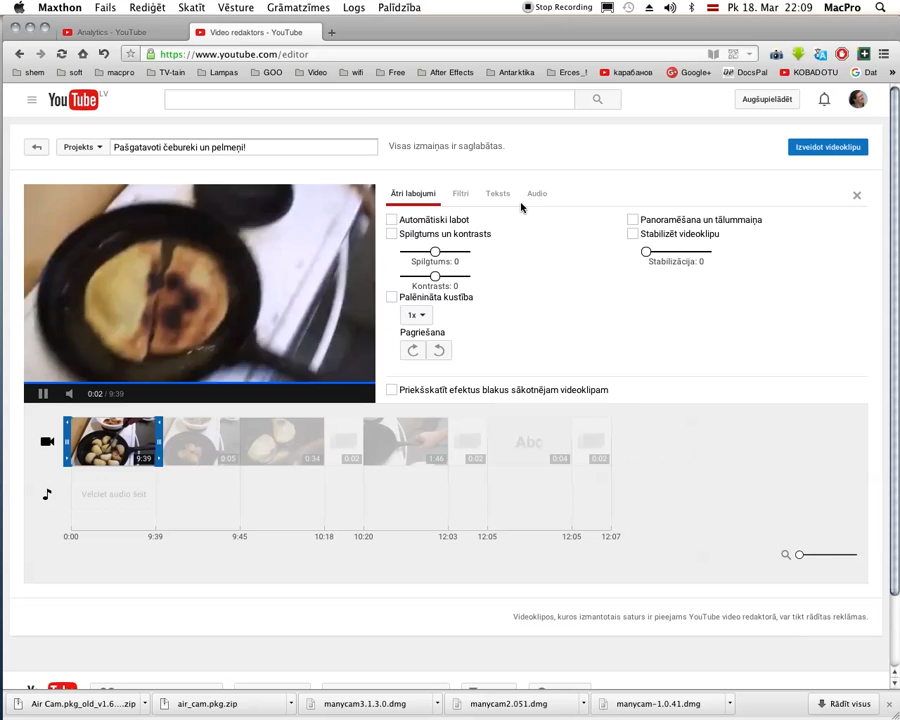 Maxthon Fails Rediģēt Skatīt Vēsture Grāmatzīmes Logs Palīdzība Stop Recording Pk 18. Mar 22:09 MacPro
Analytics - YouTube Video redaktors - YouTube
https://www.youtube.com/editor
shem soft macpro TV-tain Lampas GOO Video wifi Free After Effects Antarktika Erces_! карабанов Google+ DocsPal KOBADOTU Dat »
YouTube LV Augšupielādēt
Projekts Pašgatavoti čebureki un pelmeņi! Visas izmaiņas ir saglabātas. Izveidot videoklipu
Ātri labojumi Filtri Teksts Audio
Automātiski labot Panoramēšana un tālummaiņa
Spilgtums un kontrasts Stabilizēt videoklipu
Spilgtums: 0 Stabilizācija: 0
Kontrasts: 0
Palēnināta kustība
1x
Pagriešana
Priekšskatīt efektus blakus sākotnējam videoklipam
0:02 / 9:39
Abc
9:39 0:05 0:34 0:02 1:46 0:02 0:04 0:02
Velciet audio šeit
0:00 9:39 9:45 10:18 10:20 12:03 12:05 12:05 12:07
Videoklipos, kuros izmantotais saturs ir pieejams YouTube video redaktorā, var tikt rādītas reklāmas.
Air Cam.pkg_old_v1.6....zip air_cam.pkg.zip manycam3.1.3.0.dmg manycam2.051.dmg manycam-1.0.41.dmg Rādīt visus